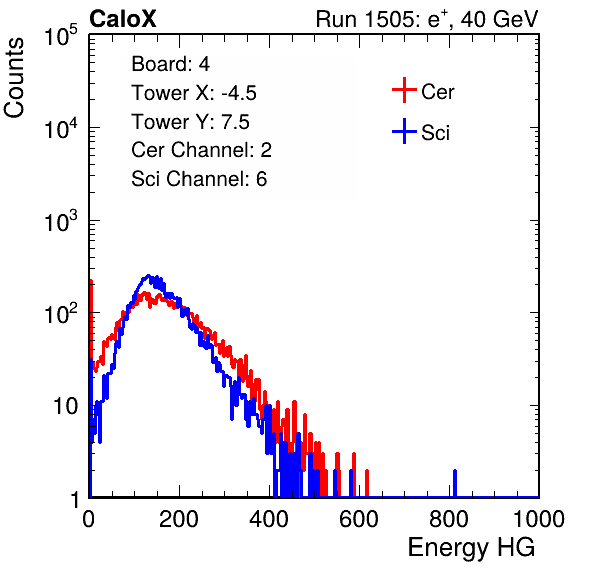 CaloX Run 1505: e⁺, 40 GeV
Counts
10⁵
10⁴
10³
10²
10
1
Board: 4
Tower X: -4.5
Tower Y: 7.5
Cer Channel: 2
Sci Channel: 6
Cer
Sci
0 200 400 600 800 1000
Energy HG